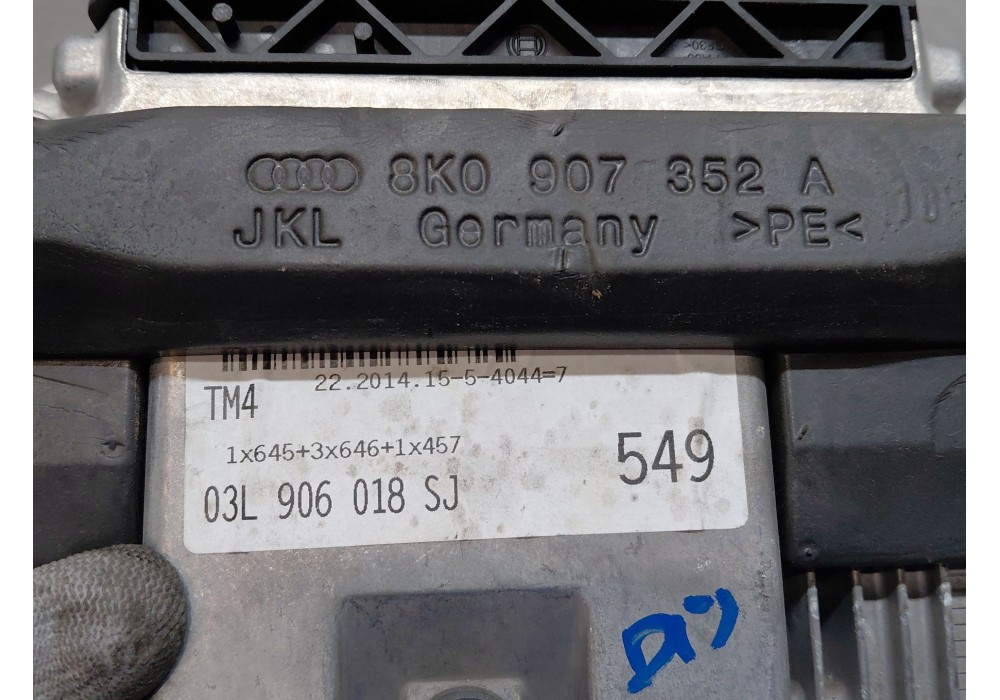 8K0 907 352 A
JKL Germany >PE<
TM4
22.2014.15-5-4044=7
1x645+3x646+1x457
549
03L 906 018 SJ